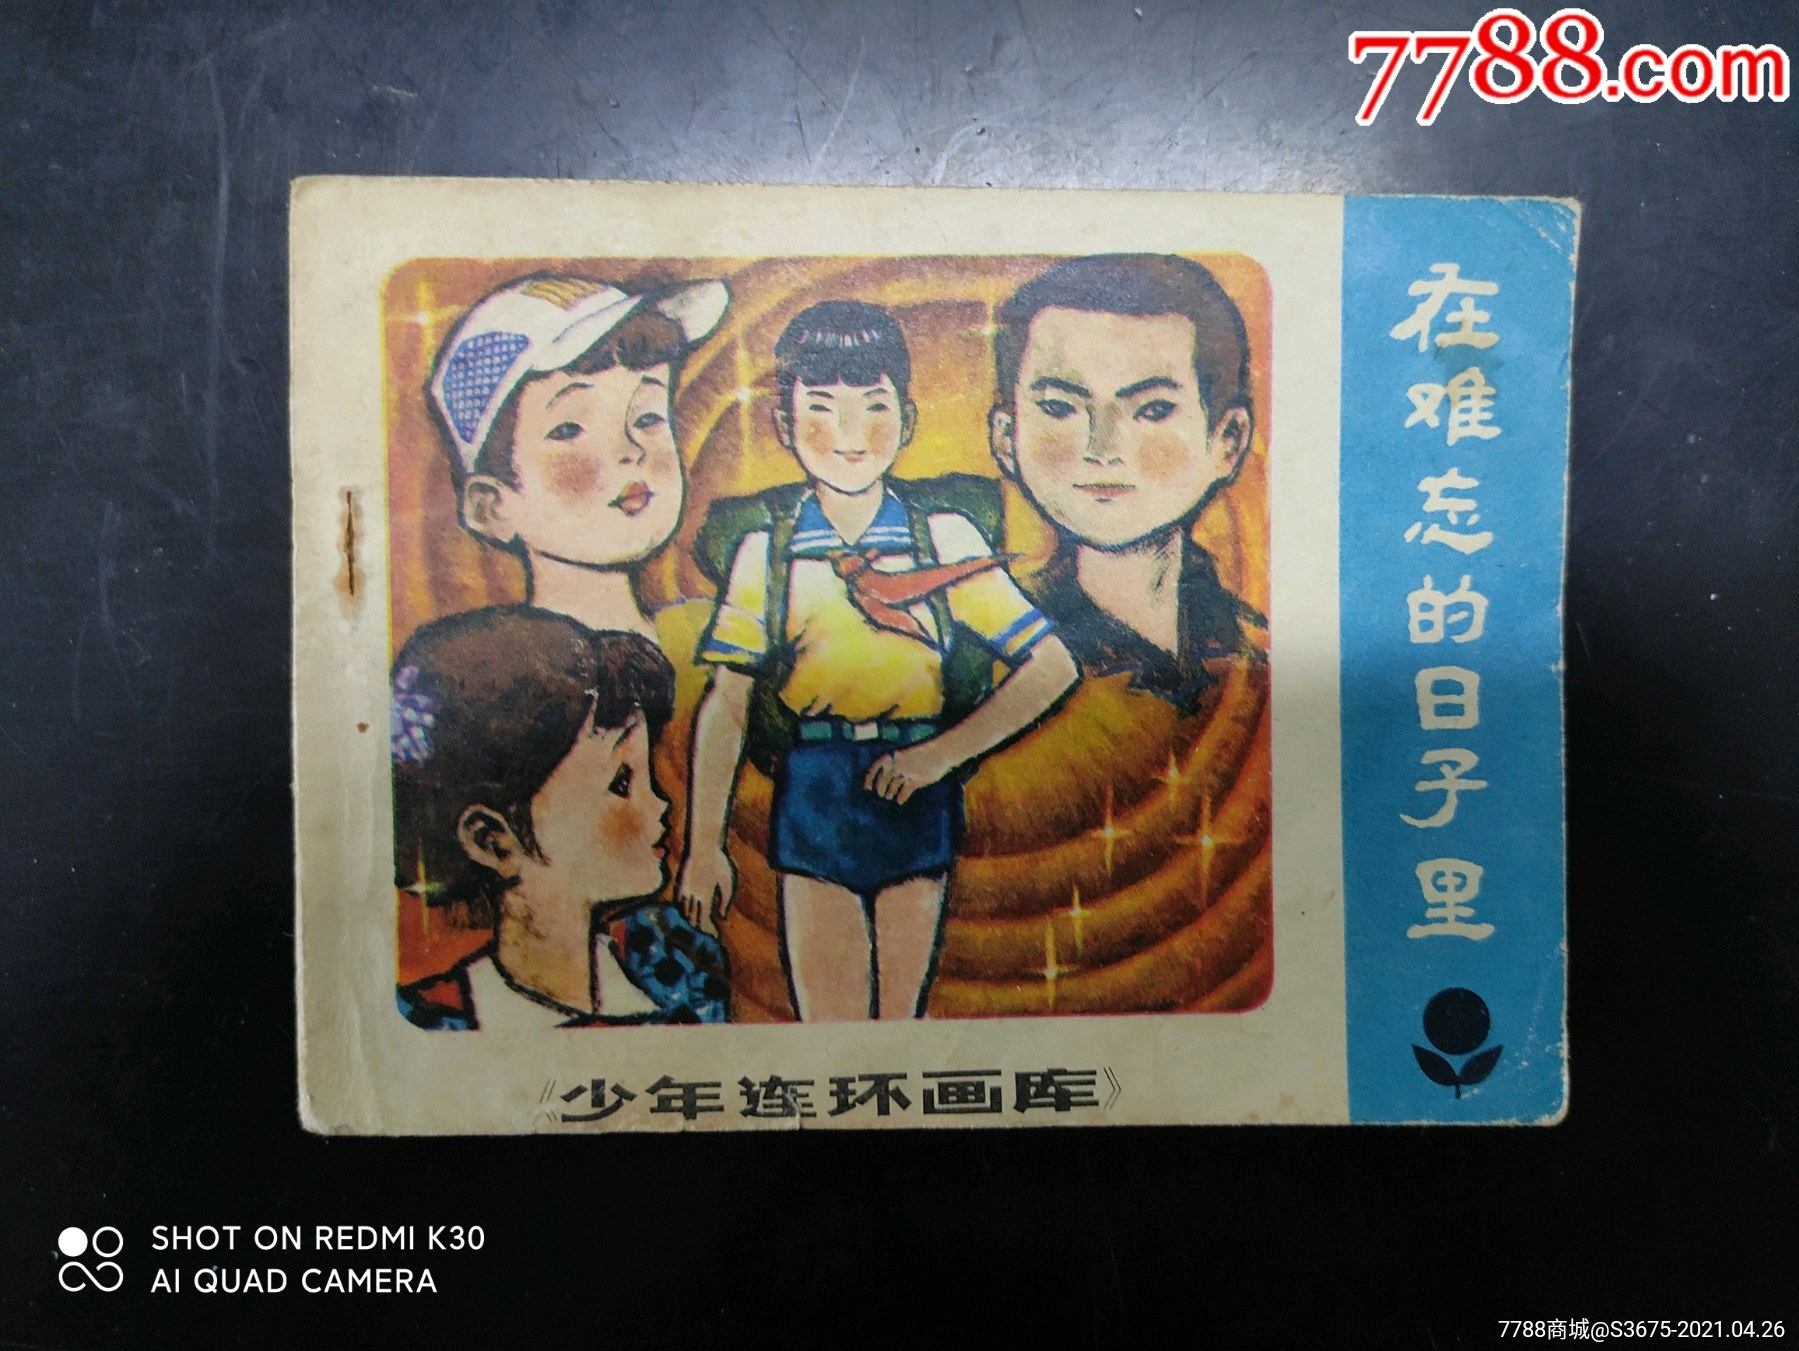 7788.com
在难忘的日子里
《少年连环画库》
SHOT ON REDMI K30
AI QUAD CAMERA
7788商城@S3675-2021.04.26